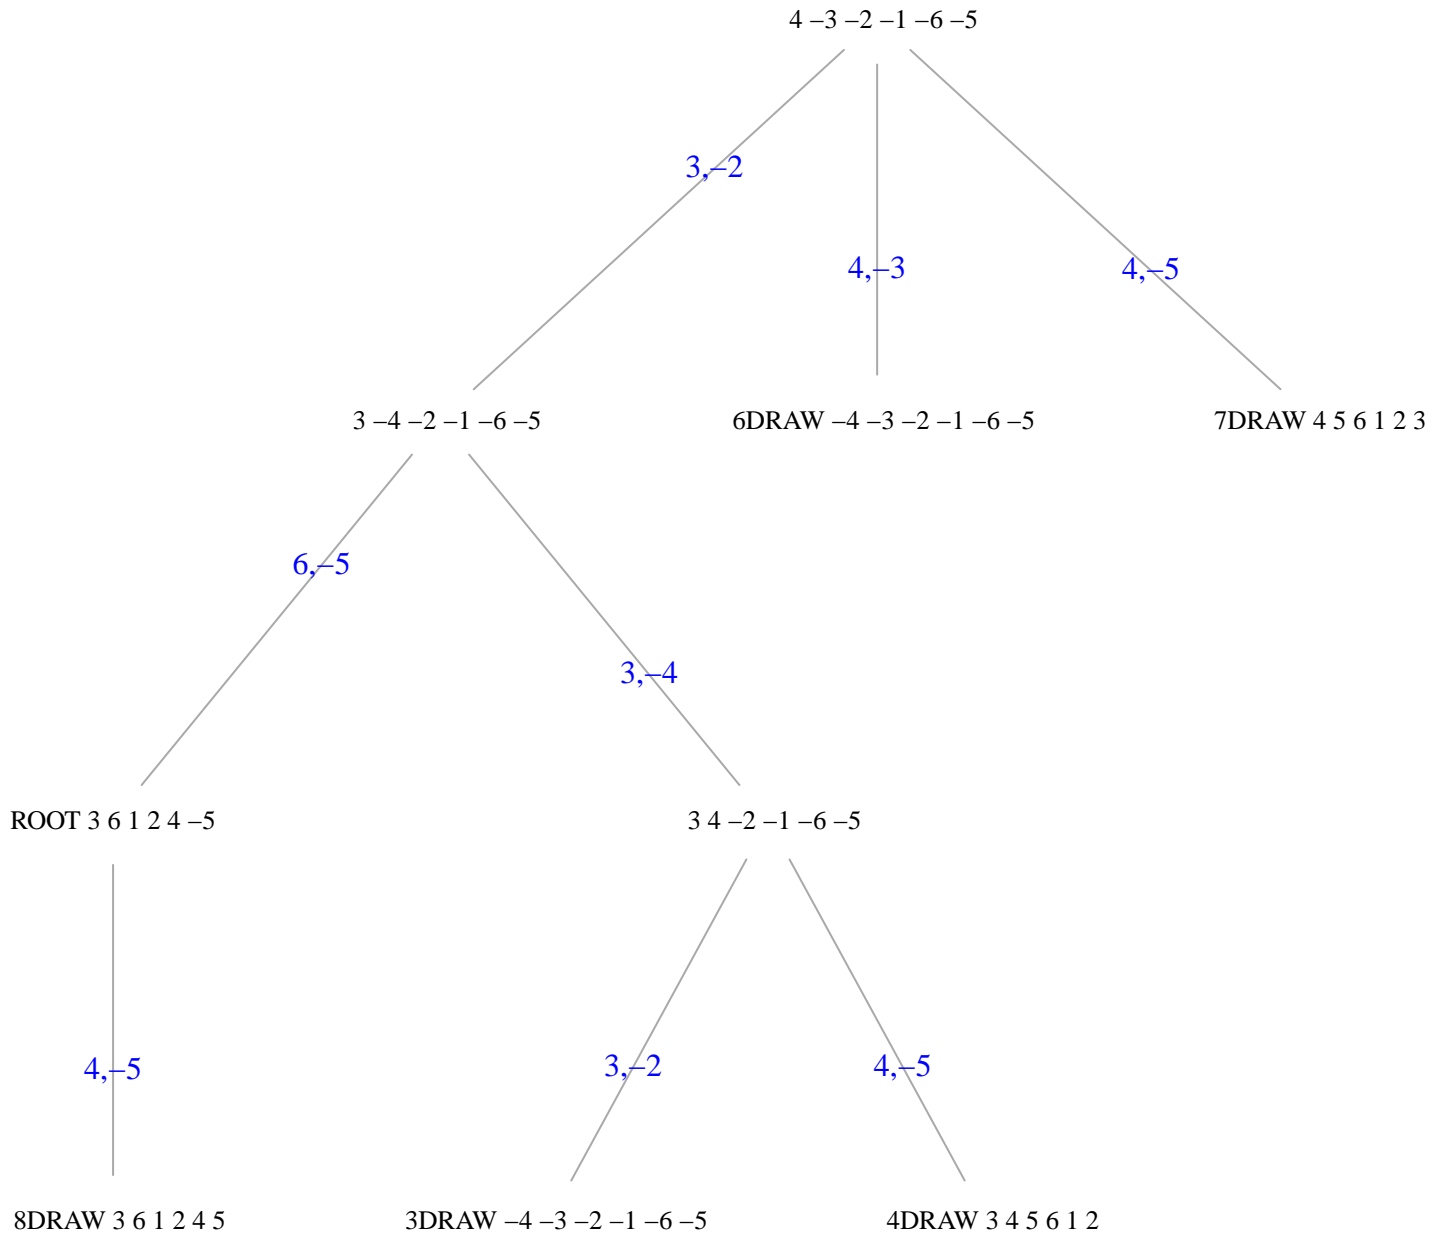 4 –3 –2 –1 –6 –5
3,–2
4,–3
4,–5
3 –4 –2 –1 –6 –5
6DRAW –4 –3 –2 –1 –6 –5
7DRAW 4 5 6 1 2 3
6,–5
3,–4
ROOT 3 6 1 2 4 –5
3 4 –2 –1 –6 –5
4,–5
3,–2
4,–5
8DRAW 3 6 1 2 4 5
3DRAW –4 –3 –2 –1 –6 –5
4DRAW 3 4 5 6 1 2